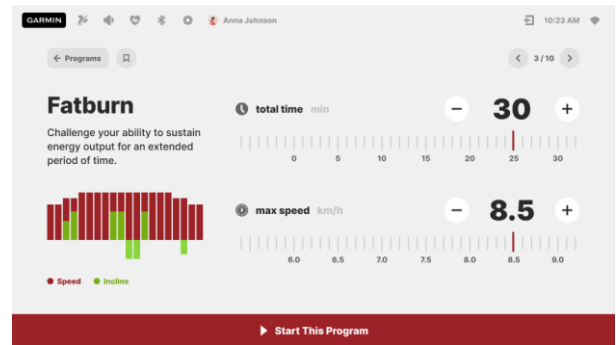 GARMIN
Anna Johnson
10:23 AM
Programs
3/10
Fatburn
Challenge your ability to sustain
energy output for an extended
period of time.
Speed
Incline
total time min
30
0 5 10 15 20 25 30
max speed km/h
8.5
6.0 6.5 7.0 7.5 8.0 8.5 9.0
Start This Program